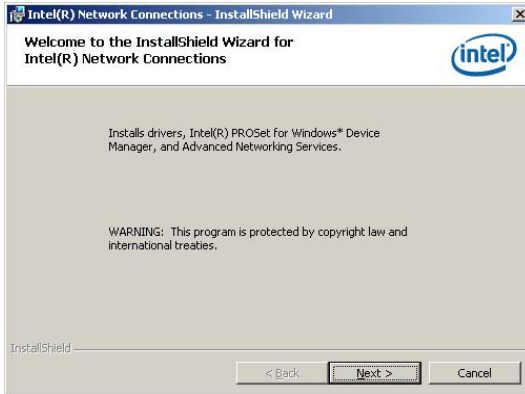 Intel(R) Network Connections - InstallShield Wizard
Welcome to the InstallShield Wizard for
Intel(R) Network Connections
intel
Installs drivers, Intel(R) PROSet for Windows* Device
Manager, and Advanced Networking Services.
WARNING: This program is protected by copyright law and
international treaties.
InstallShield
< Back
Next >
Cancel